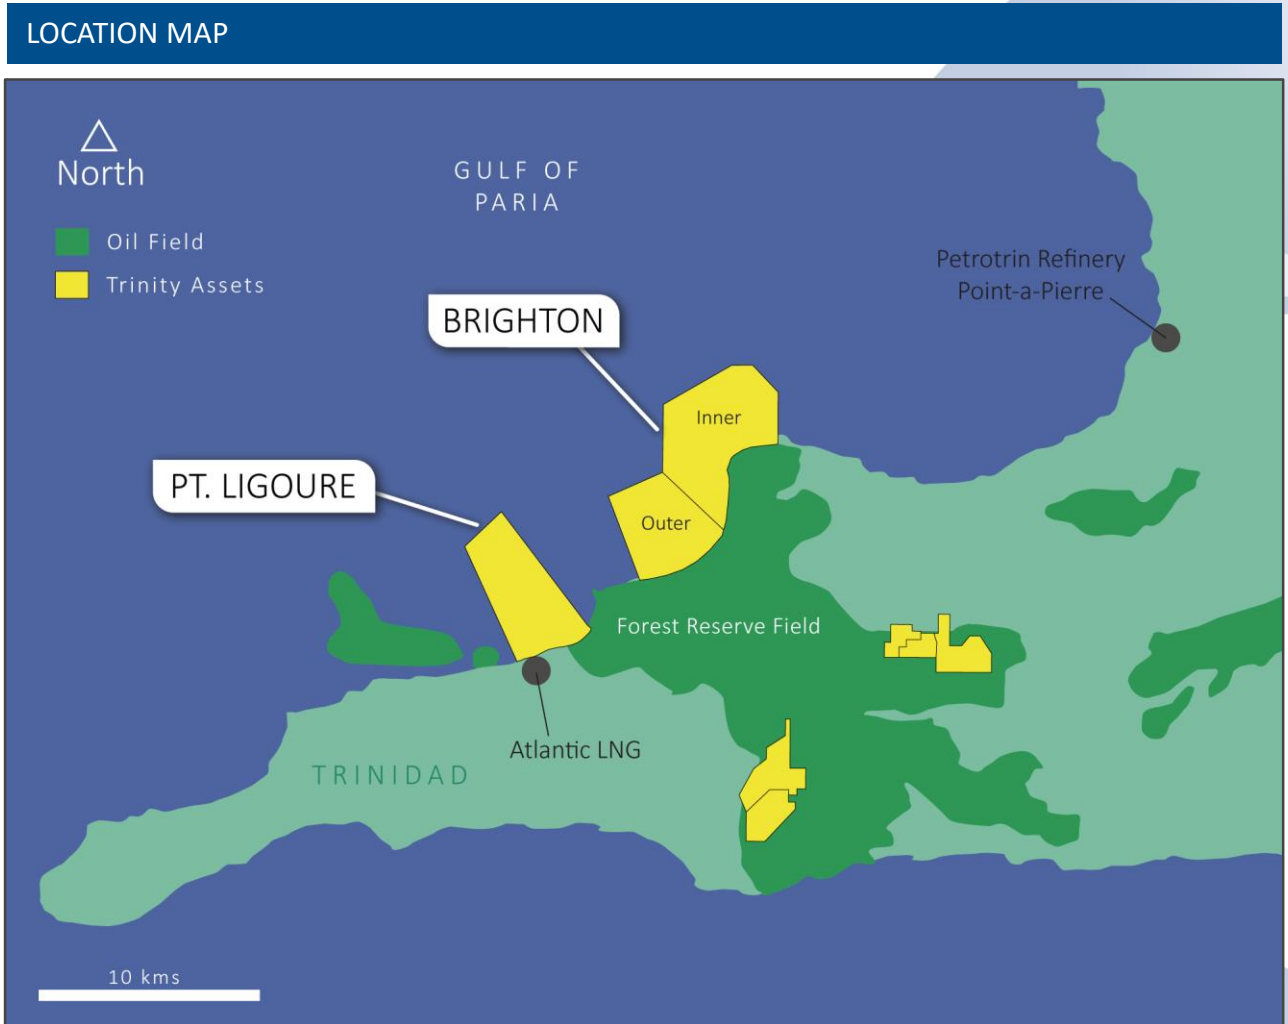 LOCATION MAP
North
GULF OF
PARIA
Oil Field
Trinity Assets
Petrotrin Refinery
Point-a-Pierre
BRIGHTON
Inner
PT. LIGOURE
Outer
Forest Reserve Field
Atlantic LNG
TRINIDAD
10 kms